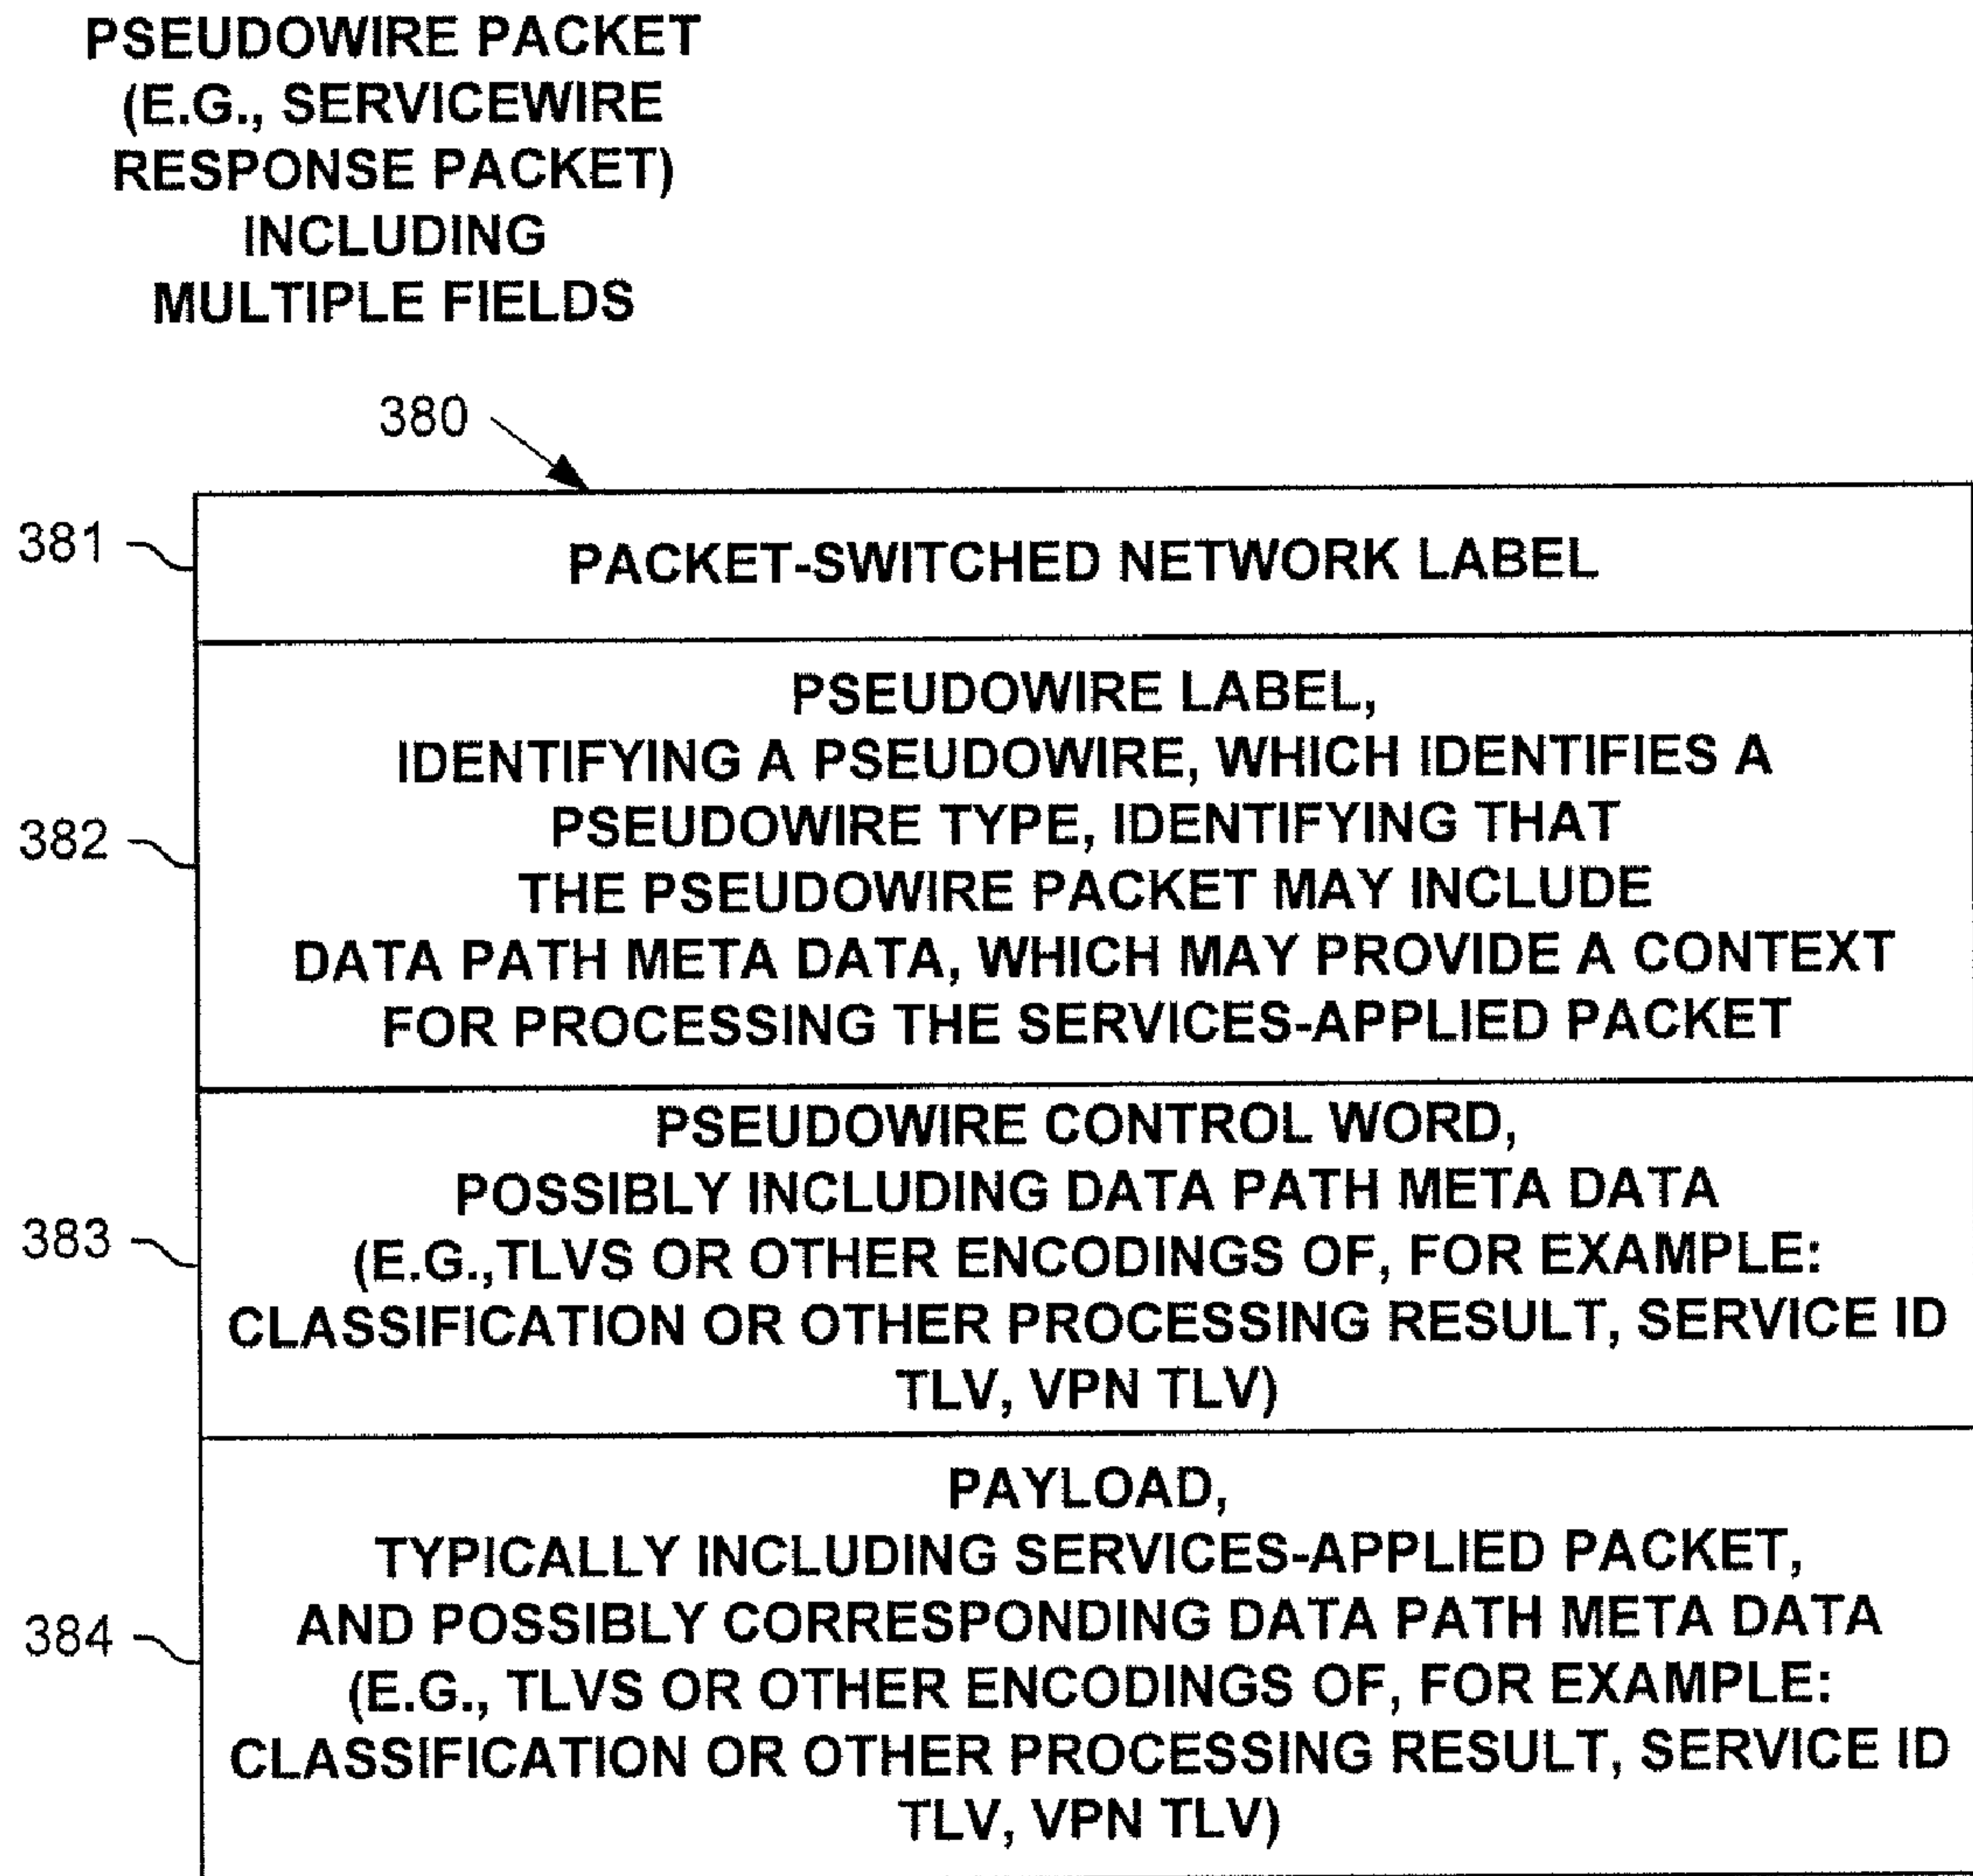 PSEUDOWIRE PACKET
(E.G., SERVICEWIRE
RESPONSE PACKET)
INCLUDING
MULTIPLE FIELDS
380
381
PACKET-SWITCHED NETWORK LABEL
382
PSEUDOWIRE LABEL,
IDENTIFYING A PSEUDOWIRE, WHICH IDENTIFIES A
PSEUDOWIRE TYPE, IDENTIFYING THAT
THE PSEUDOWIRE PACKET MAY INCLUDE
DATA PATH META DATA, WHICH MAY PROVIDE A CONTEXT
FOR PROCESSING THE SERVICES-APPLIED PACKET
383
PSEUDOWIRE CONTROL WORD,
POSSIBLY INCLUDING DATA PATH META DATA
(E.G.,TLVS OR OTHER ENCODINGS OF, FOR EXAMPLE:
CLASSIFICATION OR OTHER PROCESSING RESULT, SERVICE ID
TLV, VPN TLV)
384
PAYLOAD,
TYPICALLY INCLUDING SERVICES-APPLIED PACKET,
AND POSSIBLY CORRESPONDING DATA PATH META DATA
(E.G., TLVS OR OTHER ENCODINGS OF, FOR EXAMPLE:
CLASSIFICATION OR OTHER PROCESSING RESULT, SERVICE ID
TLV, VPN TLV)